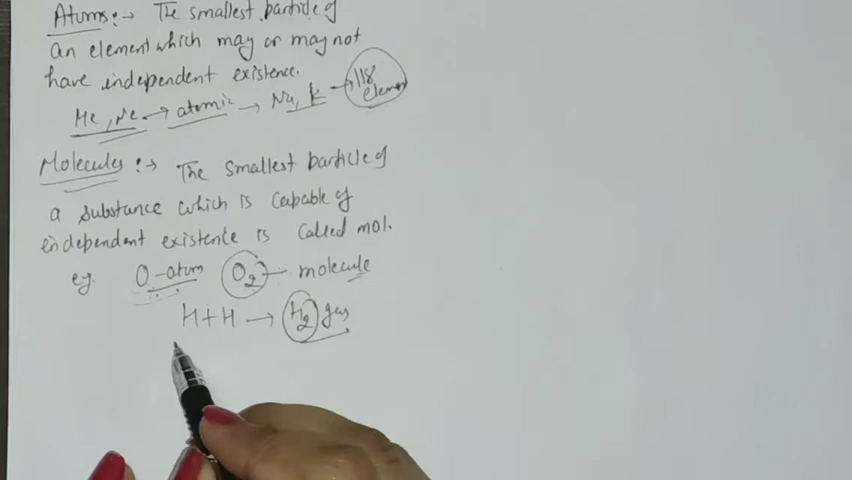 Atoms:→ The smallest particle of
an element which may or may not
have independent existence.
He, Ne → atomic → Na, K → 118 element
Molecules :→ The smallest particle of
a substance which is capable of
endependent existence is called mol.
eg. O-atom O2 — molecule
H+H → H2 gas